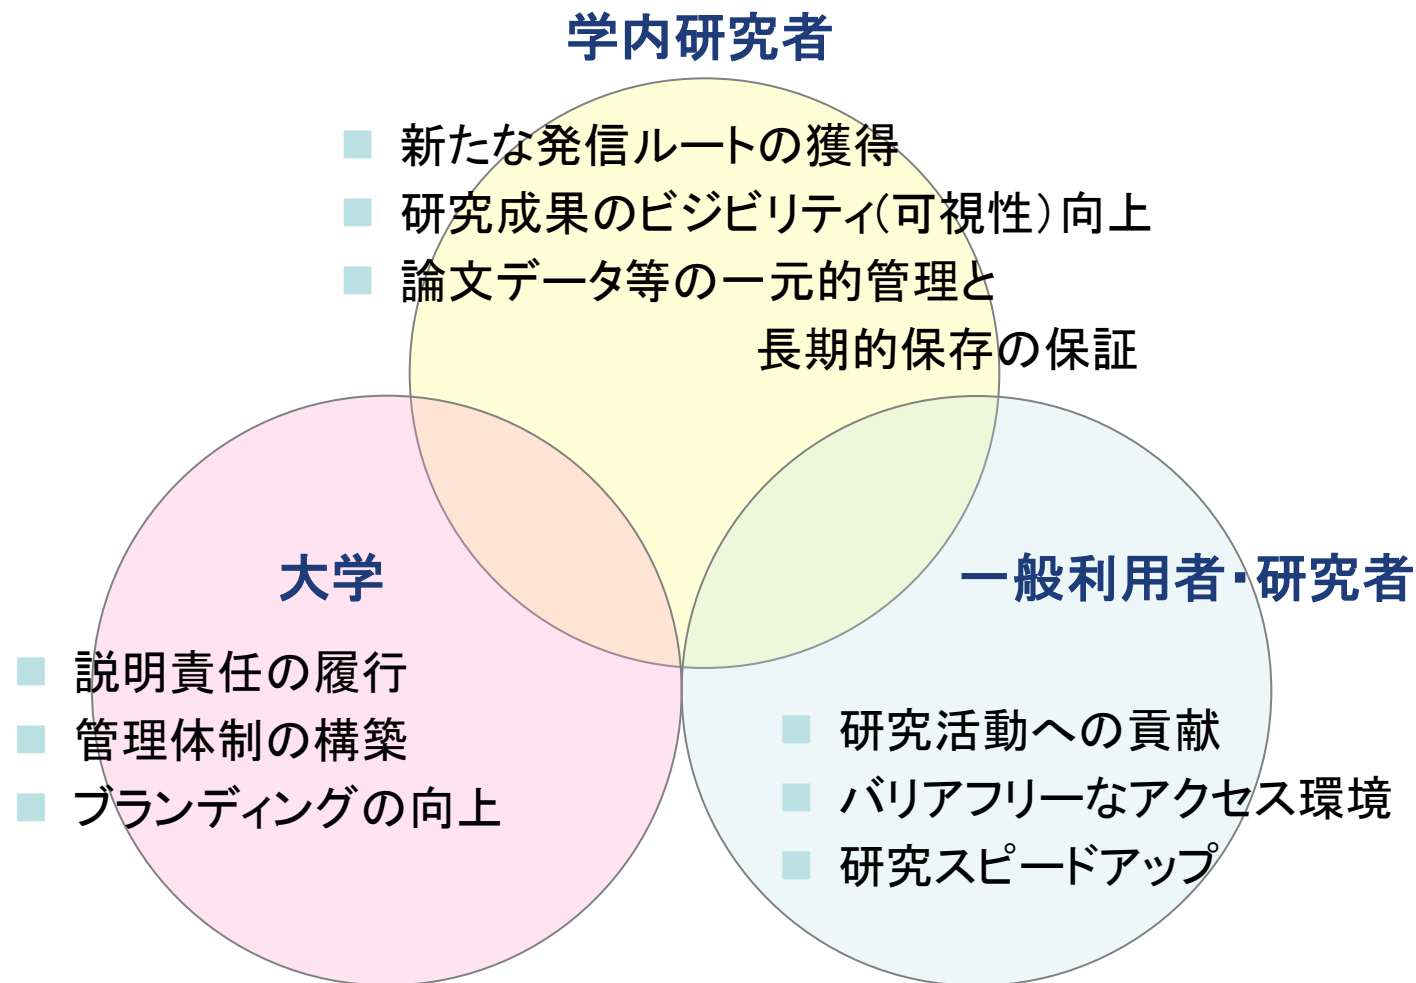 学内研究者
■ 新たな発信ルートの獲得
■ 研究成果のビジビリティ(可視性)向上
■ 論文データ等の一元的管理と
長期的保存の保証
大学
■ 説明責任の履行
■ 管理体制の構築
■ ブランディングの向上
一般利用者・研究者
■ 研究活動への貢献
■ バリアフリーなアクセス環境
■ 研究スピードアップ